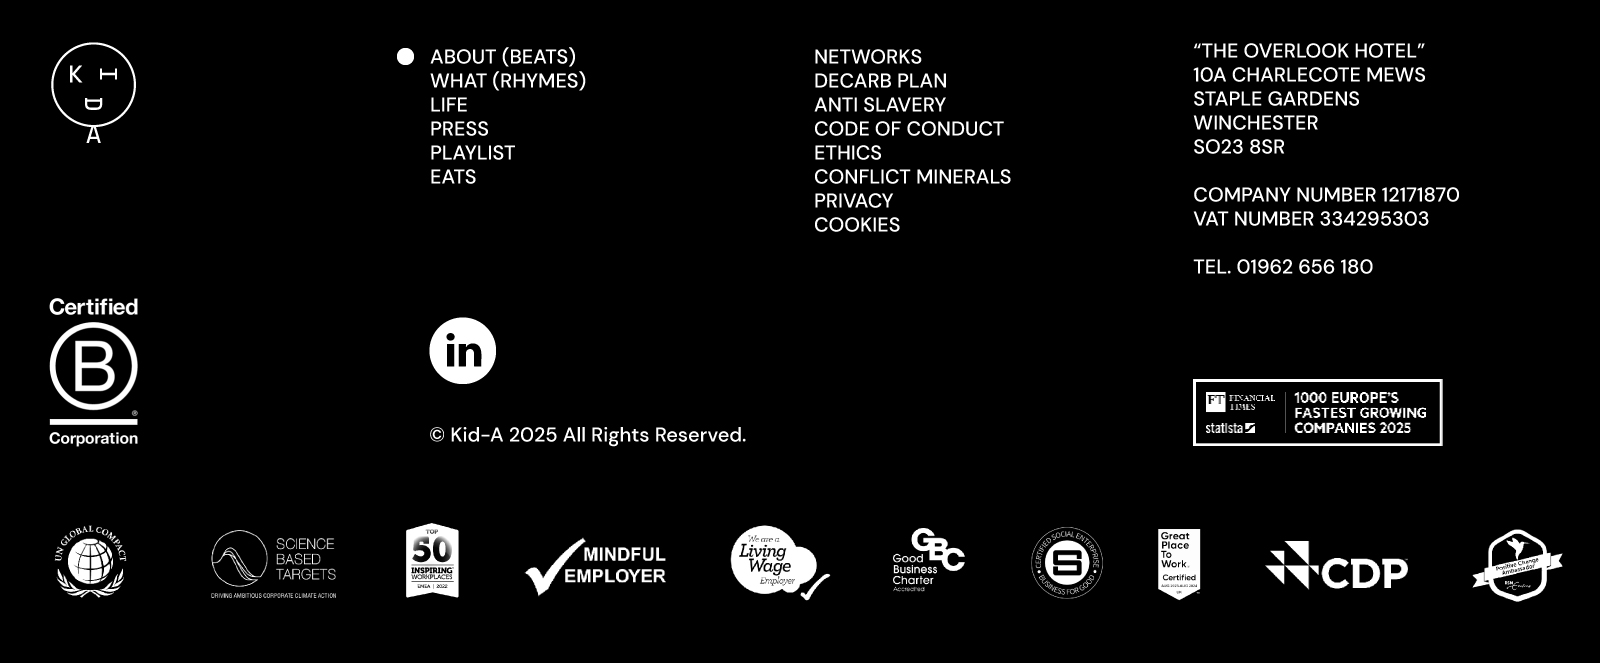 K I
D
A
ABOUT (BEATS)
WHAT (RHYMES)
LIFE
PRESS
PLAYLIST
EATS
NETWORKS
DECARB PLAN
ANTI SLAVERY
CODE OF CONDUCT
ETHICS
CONFLICT MINERALS
PRIVACY
COOKIES
“THE OVERLOOK HOTEL”
10A CHARLECOTE MEWS
STAPLE GARDENS
WINCHESTER
SO23 8SR
COMPANY NUMBER 12171870
VAT NUMBER 334295303
TEL. 01962 656 180
Certified
B
®
Corporation
in
© Kid-A 2025 All Rights Reserved.
FT FINANCIAL
TIMES
statista
1000 EUROPE'S
FASTEST GROWING
COMPANIES 2025
UN GLOBAL COMPACT
SCIENCE
BASED
TARGETS
DRIVING AMBITIOUS CORPORATE CLIMATE ACTION
TOP
50
INSPIRING
WORKPLACES
EMEA | 2022
MINDFUL
EMPLOYER
We are a
Living
Wage
Employer
GBC
Good
Business
Charter
Accredited
CERTIFIED SOCIAL ENTERPRISE
S
BUSINESS FOR GOOD
Great
Place
To
Work.
Certified
CDP
Positive Change
Ambassador